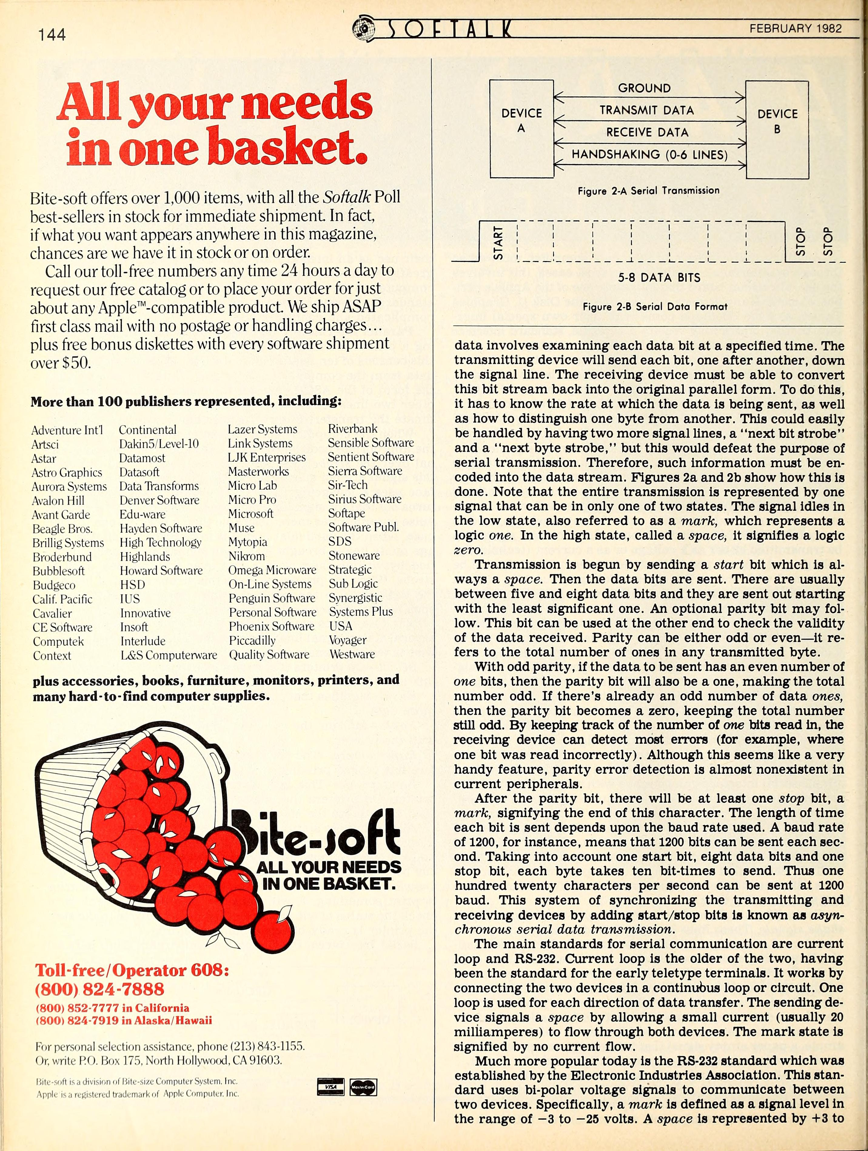 144
SOFTALK
FEBRUARY 1982
All your needs
in one basket.
Bite-soft offers over 1,000 items, with all the Softalk Poll
best-sellers in stock for immediate shipment. In fact,
if what you want appears anywhere in this magazine,
chances are we have it in stock or on order.
Call our toll-free numbers any time 24 hours a day to
request our free catalog or to place your order for just
about any Apple™-compatible product. We ship ASAP
first class mail with no postage or handling charges...
plus free bonus diskettes with every software shipment
over $50.
More than 100 publishers represented, including:
Adventure Int'l
Artsci
Astar
Astro Graphics
Aurora Systems
Avalon Hill
Avant Garde
Beagle Bros.
Brillig Systems
Broderbund
Bubblesoft
Budgeco
Calif. Pacific
Cavalier
CE Software
Computek
Context
Continental
Dakin5/Level-10
Datamost
Datasoft
Data Transforms
Denver Software
Edu-ware
Hayden Software
High Technology
Highlands
Howard Software
HSD
IUS
Innovative
Insoft
Interlude
L&S Computerware
Lazer Systems
Link Systems
LJK Enterprises
Masterworks
Micro Lab
Micro Pro
Microsoft
Muse
Mytopia
Nikrom
Omega Microware
On-Line Systems
Penguin Software
Personal Software
Phoenix Software
Piccadilly
Quality Software
Riverbank
Sensible Software
Sentient Software
Sierra Software
Sir-Tech
Sirius Software
Softape
Software Publ.
SDS
Stoneware
Strategic
Sub Logic
Synergistic
Systems Plus
USA
Voyager
Westware
plus accessories, books, furniture, monitors, printers, and
many hard-to-find computer supplies.
Bite-soft
ALL YOUR NEEDS
IN ONE BASKET.
Toll-free/Operator 608:
(800) 824-7888
(800) 852-7777 in California
(800) 824-7919 in Alaska/Hawaii
For personal selection assistance, phone (213) 843-1155.
Or, write P.O. Box 175, North Hollywood, CA 91603.
Bite-soft is a division of Bite-size Computer System, Inc.
Apple is a registered trademark of Apple Computer, Inc.
VISA
MasterCard
DEVICE
A
GROUND
TRANSMIT DATA
RECEIVE DATA
HANDSHAKING (0-6 LINES)
DEVICE
B
Figure 2-A Serial Transmission
START
STOP
STOP
5-8 DATA BITS
Figure 2-B Serial Data Format
data involves examining each data bit at a specified time. The
transmitting device will send each bit, one after another, down
the signal line. The receiving device must be able to convert
this bit stream back into the original parallel form. To do this,
it has to know the rate at which the data is being sent, as well
as how to distinguish one byte from another. This could easily
be handled by having two more signal lines, a "next bit strobe"
and a "next byte strobe," but this would defeat the purpose of
serial transmission. Therefore, such information must be en-
coded into the data stream. Figures 2a and 2b show how this is
done. Note that the entire transmission is represented by one
signal that can be in only one of two states. The signal idles in
the low state, also referred to as a mark, which represents a
logic one. In the high state, called a space, it signifies a logic
zero.
Transmission is begun by sending a start bit which is al-
ways a space. Then the data bits are sent. There are usually
between five and eight data bits and they are sent out starting
with the least significant one. An optional parity bit may fol-
low. This bit can be used at the other end to check the validity
of the data received. Parity can be either odd or even—it re-
fers to the total number of ones in any transmitted byte.
With odd parity, if the data to be sent has an even number of
one bits, then the parity bit will also be a one, making the total
number odd. If there's already an odd number of data ones,
then the parity bit becomes a zero, keeping the total number
still odd. By keeping track of the number of one bits read in, the
receiving device can detect most errors (for example, where
one bit was read incorrectly). Although this seems like a very
handy feature, parity error detection is almost nonexistent in
current peripherals.
After the parity bit, there will be at least one stop bit, a
mark, signifying the end of this character. The length of time
each bit is sent depends upon the baud rate used. A baud rate
of 1200, for instance, means that 1200 bits can be sent each sec-
ond. Taking into account one start bit, eight data bits and one
stop bit, each byte takes ten bit-times to send. Thus one
hundred twenty characters per second can be sent at 1200
baud. This system of synchronizing the transmitting and
receiving devices by adding start/stop bits is known as asyn-
chronous serial data transmission.
The main standards for serial communication are current
loop and RS-232. Current loop is the older of the two, having
been the standard for the early teletype terminals. It works by
connecting the two devices in a continuous loop or circuit. One
loop is used for each direction of data transfer. The sending de-
vice signals a space by allowing a small current (usually 20
milliamperes) to flow through both devices. The mark state is
signified by no current flow.
Much more popular today is the RS-232 standard which was
established by the Electronic Industries Association. This stan-
dard uses bi-polar voltage signals to communicate between
two devices. Specifically, a mark is defined as a signal level in
the range of −3 to −25 volts. A space is represented by +3 to